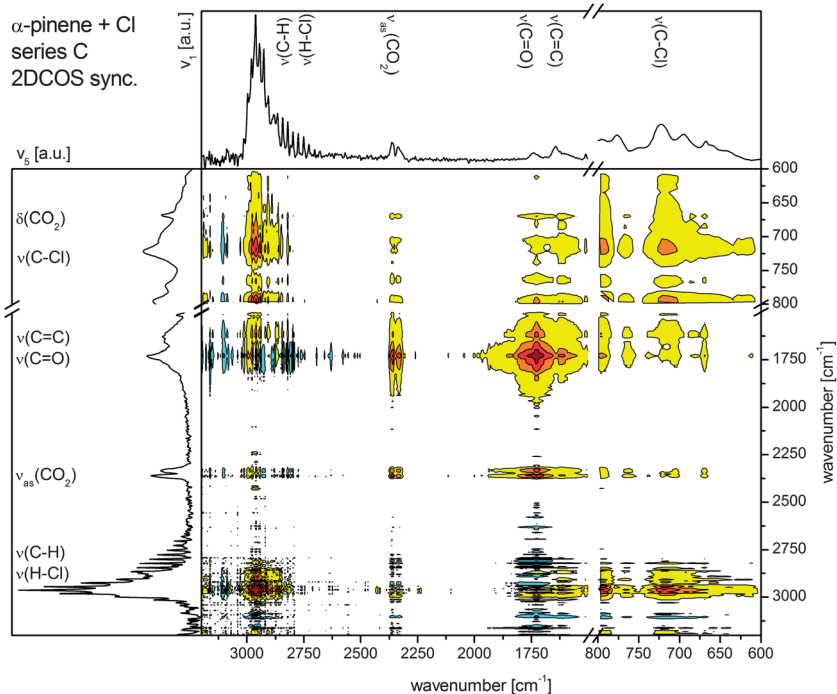 α-pinene + Cl
series C
2DCOS sync.
ν₁ [a.u.]
ν(C-H)
ν(H-Cl)
νas(CO₂)
ν(C=O)
ν(C=C)
ν(C-Cl)
ν₅ [a.u.]
δ(CO₂)
ν(C-Cl)
ν(C=C)
ν(C=O)
νas(CO₂)
ν(C-H)
ν(H-Cl)
600
650
700
750
800
1750
2000
2250
2500
2750
3000
wavenumber [cm⁻¹]
3000 2750 2500 2250 2000 1750 800 750 700 650 600
wavenumber [cm⁻¹]